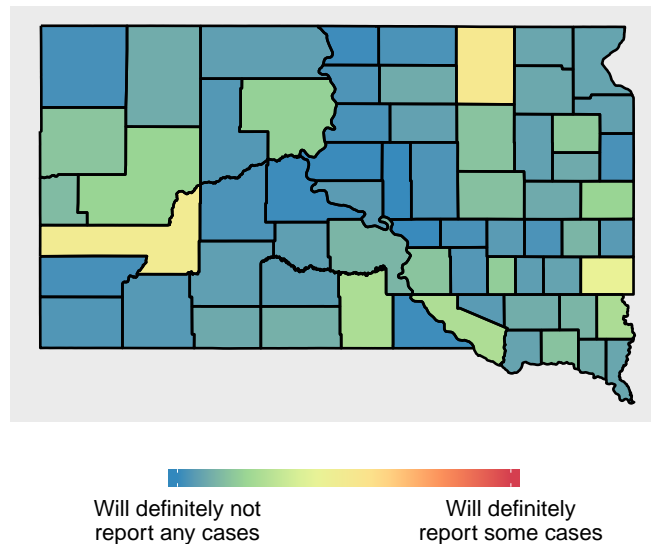 Will definitely not
report any cases
Will definitely
report some cases